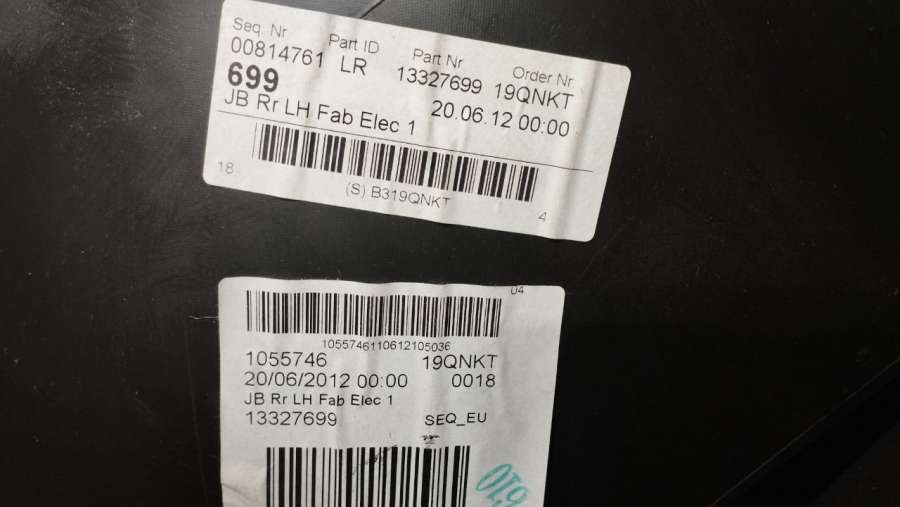 Seq. Nr Part ID Part Nr Order Nr
00814761 LR 13327699 19QNKT
699 20.06.12 00:00
JB Rr LH Fab Elec 1
18
(S) B319QNKT
4
04
1055746110612105036
1055746 19QNKT
20/06/2012 00:00 0018
JB Rr LH Fab Elec 1
13327699 SEQ_EU